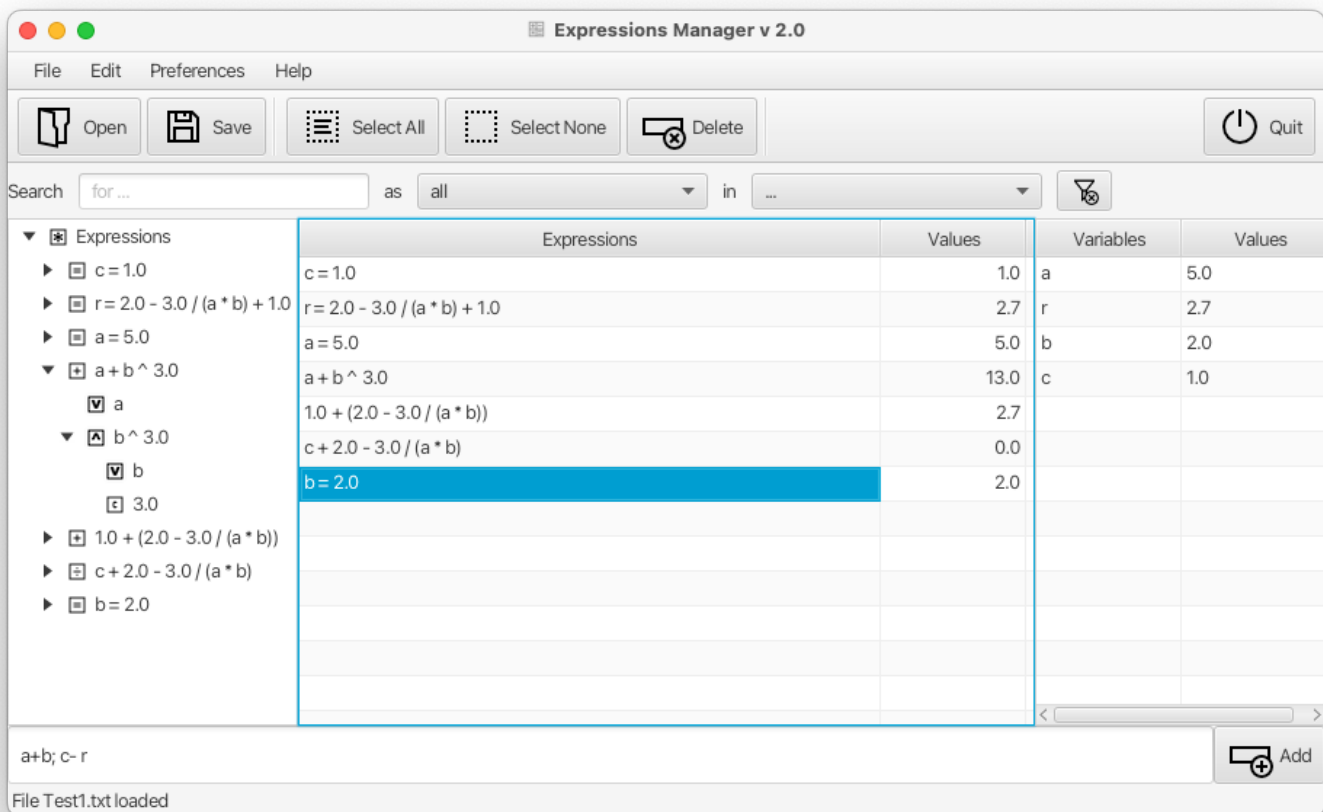 Expressions Manager v 2.0
File Edit Preferences Help
Open Save Select All Select None Delete Quit
Search for ... as all in ...
Expressions
c = 1.0
r = 2.0 - 3.0 / (a * b) + 1.0
a = 5.0
a + b ^ 3.0
a
b ^ 3.0
b
3.0
1.0 + (2.0 - 3.0 / (a * b))
c + 2.0 - 3.0 / (a * b)
b = 2.0
Expressions Values
c = 1.0 1.0
r = 2.0 - 3.0 / (a * b) + 1.0 2.7
a = 5.0 5.0
a + b ^ 3.0 13.0
1.0 + (2.0 - 3.0 / (a * b)) 2.7
c + 2.0 - 3.0 / (a * b) 0.0
b = 2.0 2.0
Variables Values
a 5.0
r 2.7
b 2.0
c 1.0
a+b; c- r
Add
File Test1.txt loaded